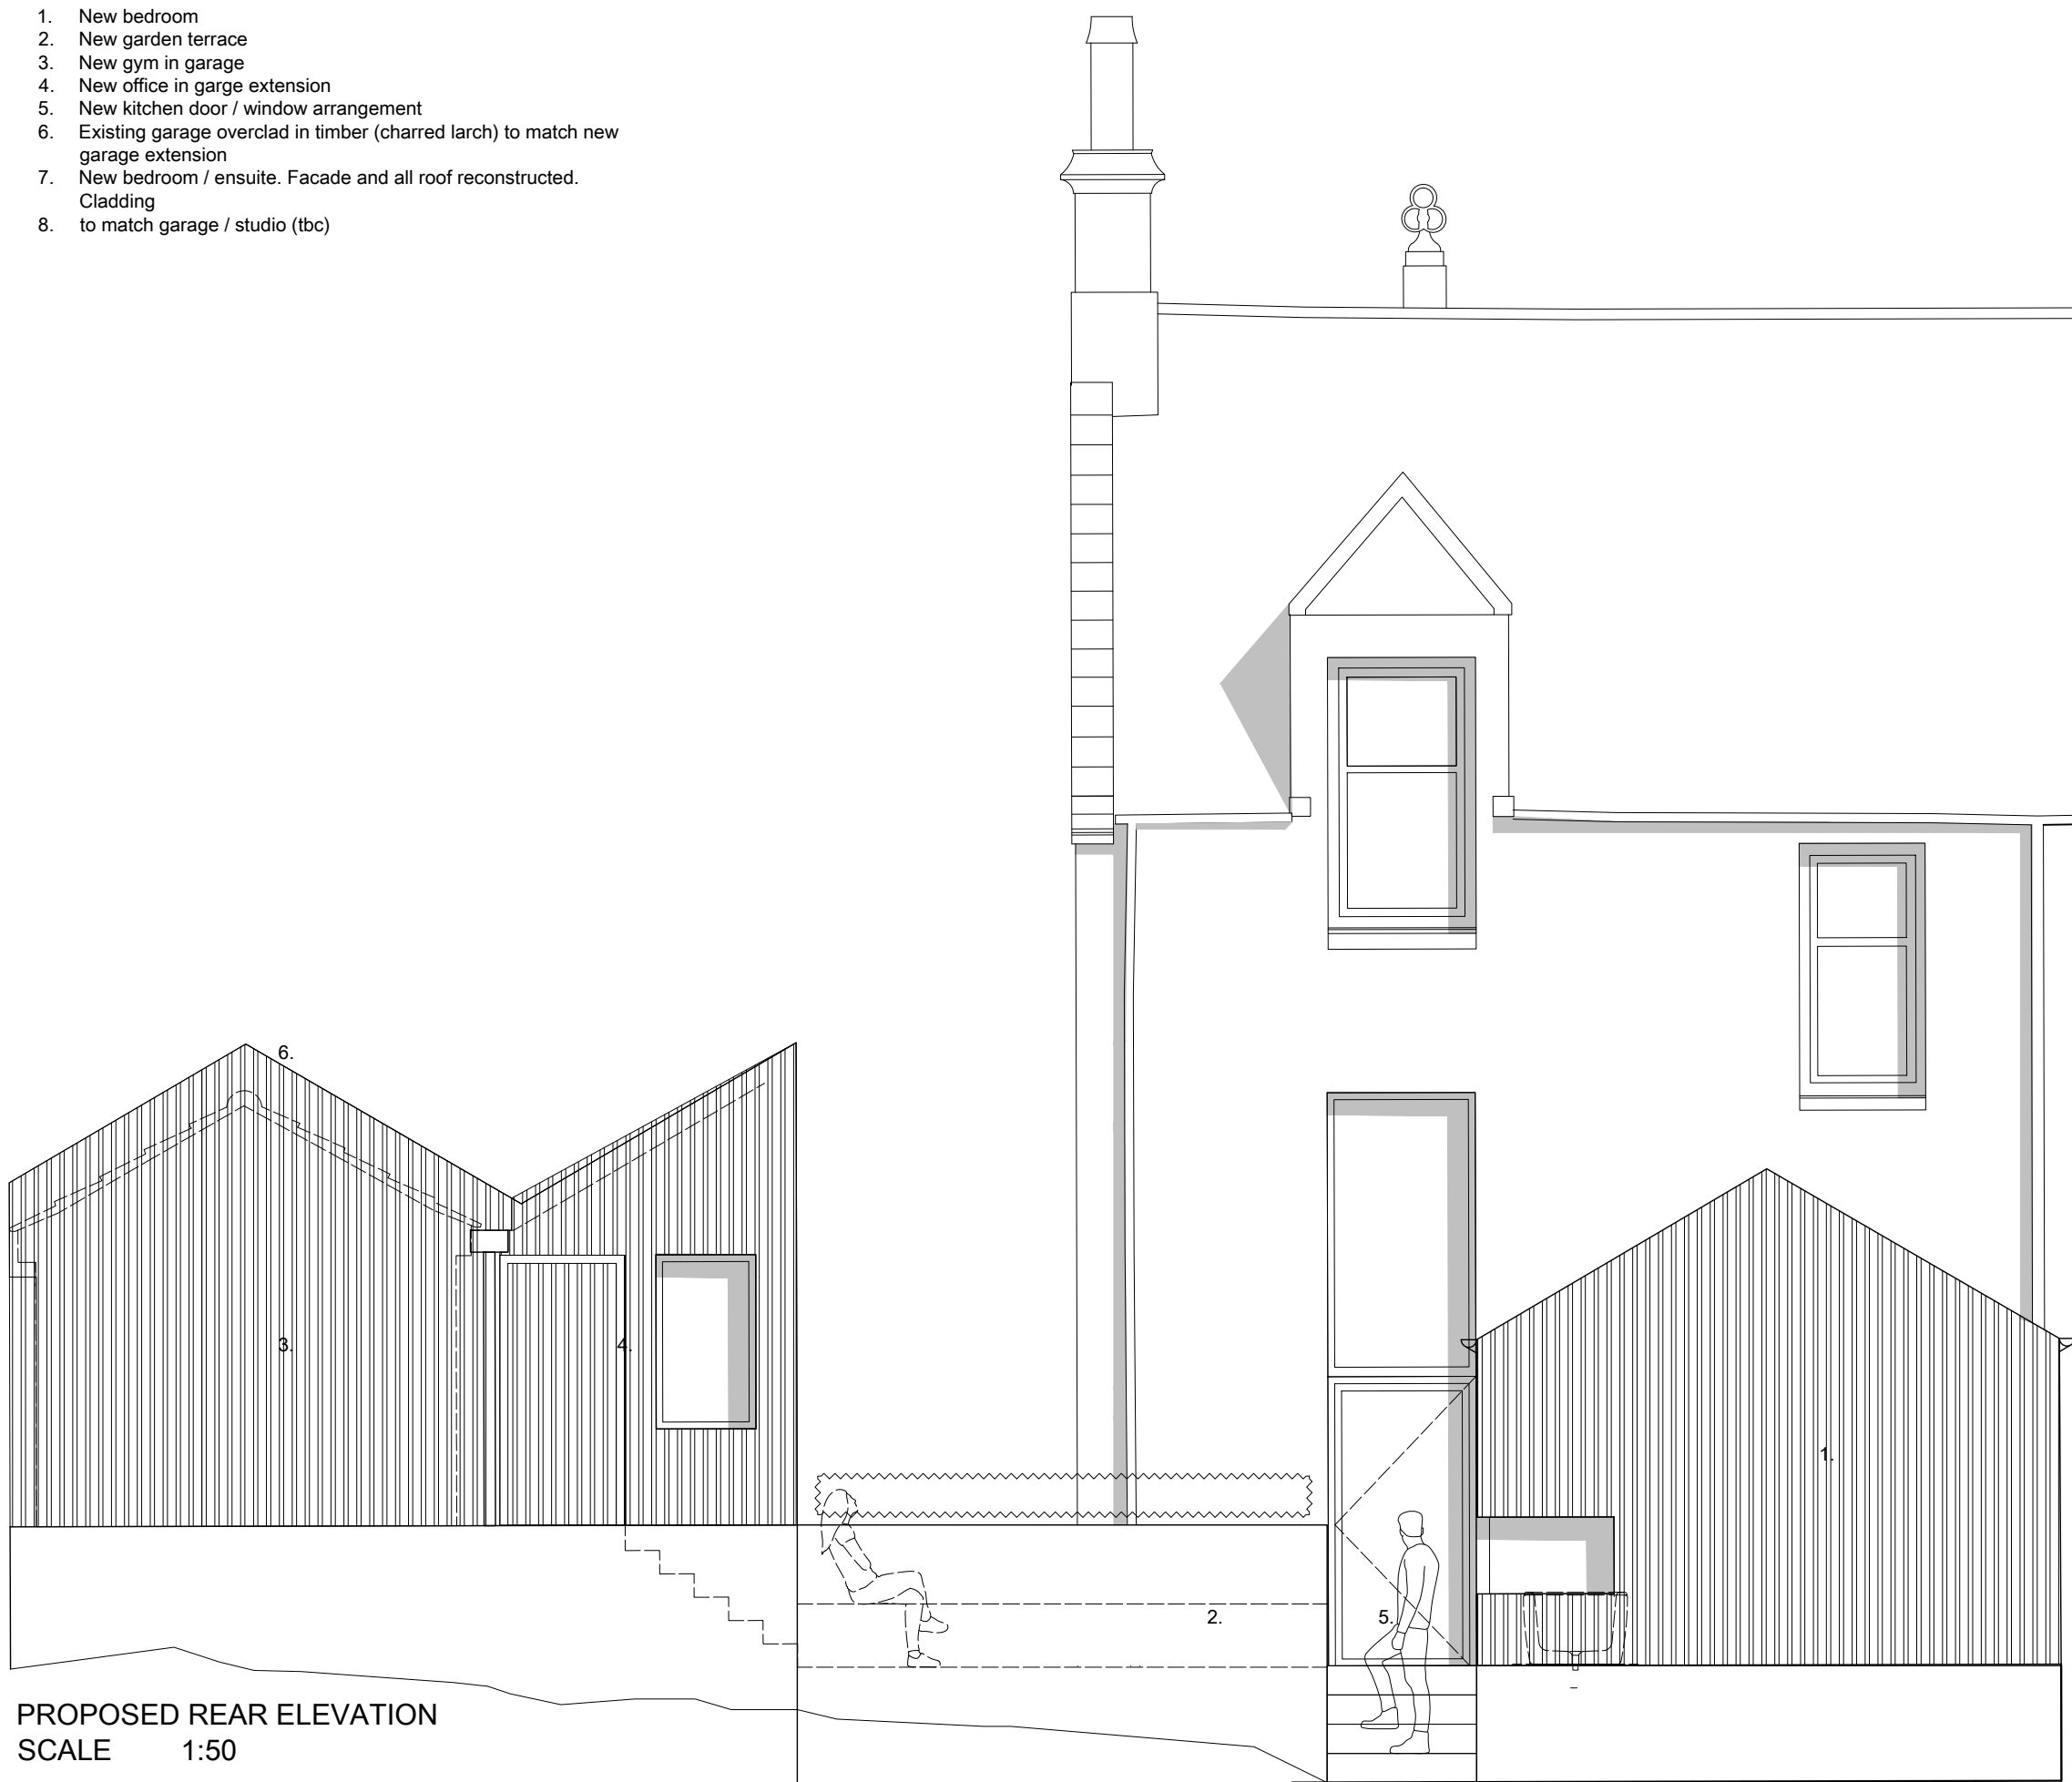 1. New bedroom
2. New garden terrace
3. New gym in garage
4. New office in garge extension
5. New kitchen door / window arrangement
6. Existing garage overclad in timber (charred larch) to match new
garage extension
7. New bedroom / ensuite. Facade and all roof reconstructed.
Cladding
8. to match garage / studio (tbc)
6.
3.
4.
1.
2.
5.
PROPOSED REAR ELEVATION
SCALE 1:50